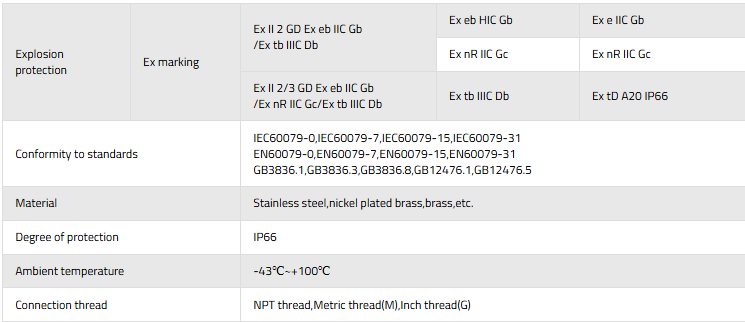 Explosion
protection
Ex marking
Ex II 2 GD Ex eb IIC Gb
/Ex tb IIIC Db
Ex eb HIC Gb
Ex e IIC Gb
Ex nR IIC Gc
Ex nR IIC Gc
Ex II 2/3 GD Ex eb IIC Gb
/Ex nR IIC Gc/Ex tb IIIC Db
Ex tb IIIC Db
Ex tD A20 IP66
Conformity to standards
IEC60079-0,IEC60079-7,IEC60079-15,IEC60079-31
EN60079-0,EN60079-7,EN60079-15,EN60079-31
GB3836.1,GB3836.3,GB3836.8,GB12476.1,GB12476.5
Material
Stainless steel,nickel plated brass,brass,etc.
Degree of protection
IP66
Ambient temperature
-43℃~+100℃
Connection thread
NPT thread,Metric thread(M),Inch thread(G)